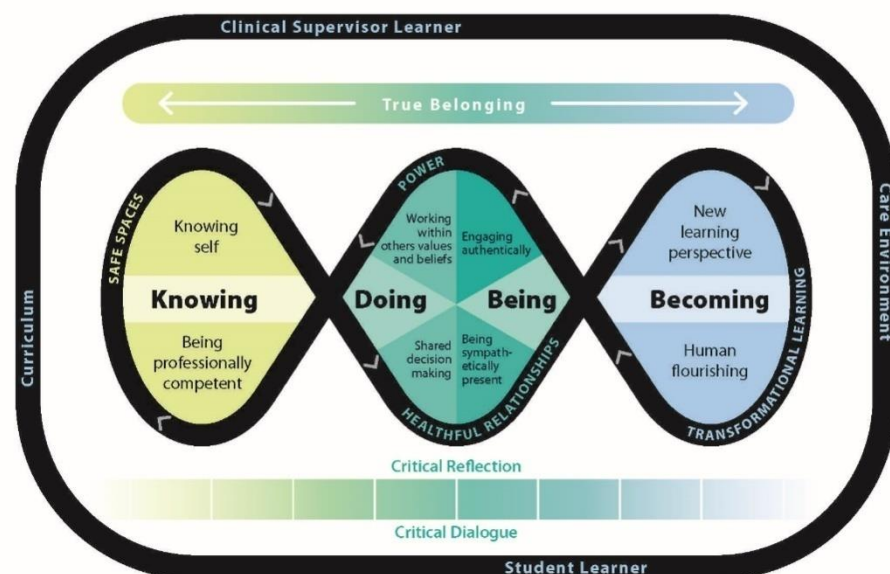 Clinical Supervisor Learner
True Belonging
Curriculum
Care Environment
SAFE SPACES
Knowing
self
Knowing
Being
professionally
competent
POWER
Working
within
others values
and beliefs
Engaging
authentically
Doing
Being
Shared
decision
making
Being
sympath-
etically
present
HEALTHFUL RELATIONSHIPS
New
learning
perspective
Becoming
Human
flourishing
TRANSFORMATIONAL LEARNING
Critical Reflection
Critical Dialogue
Student Learner